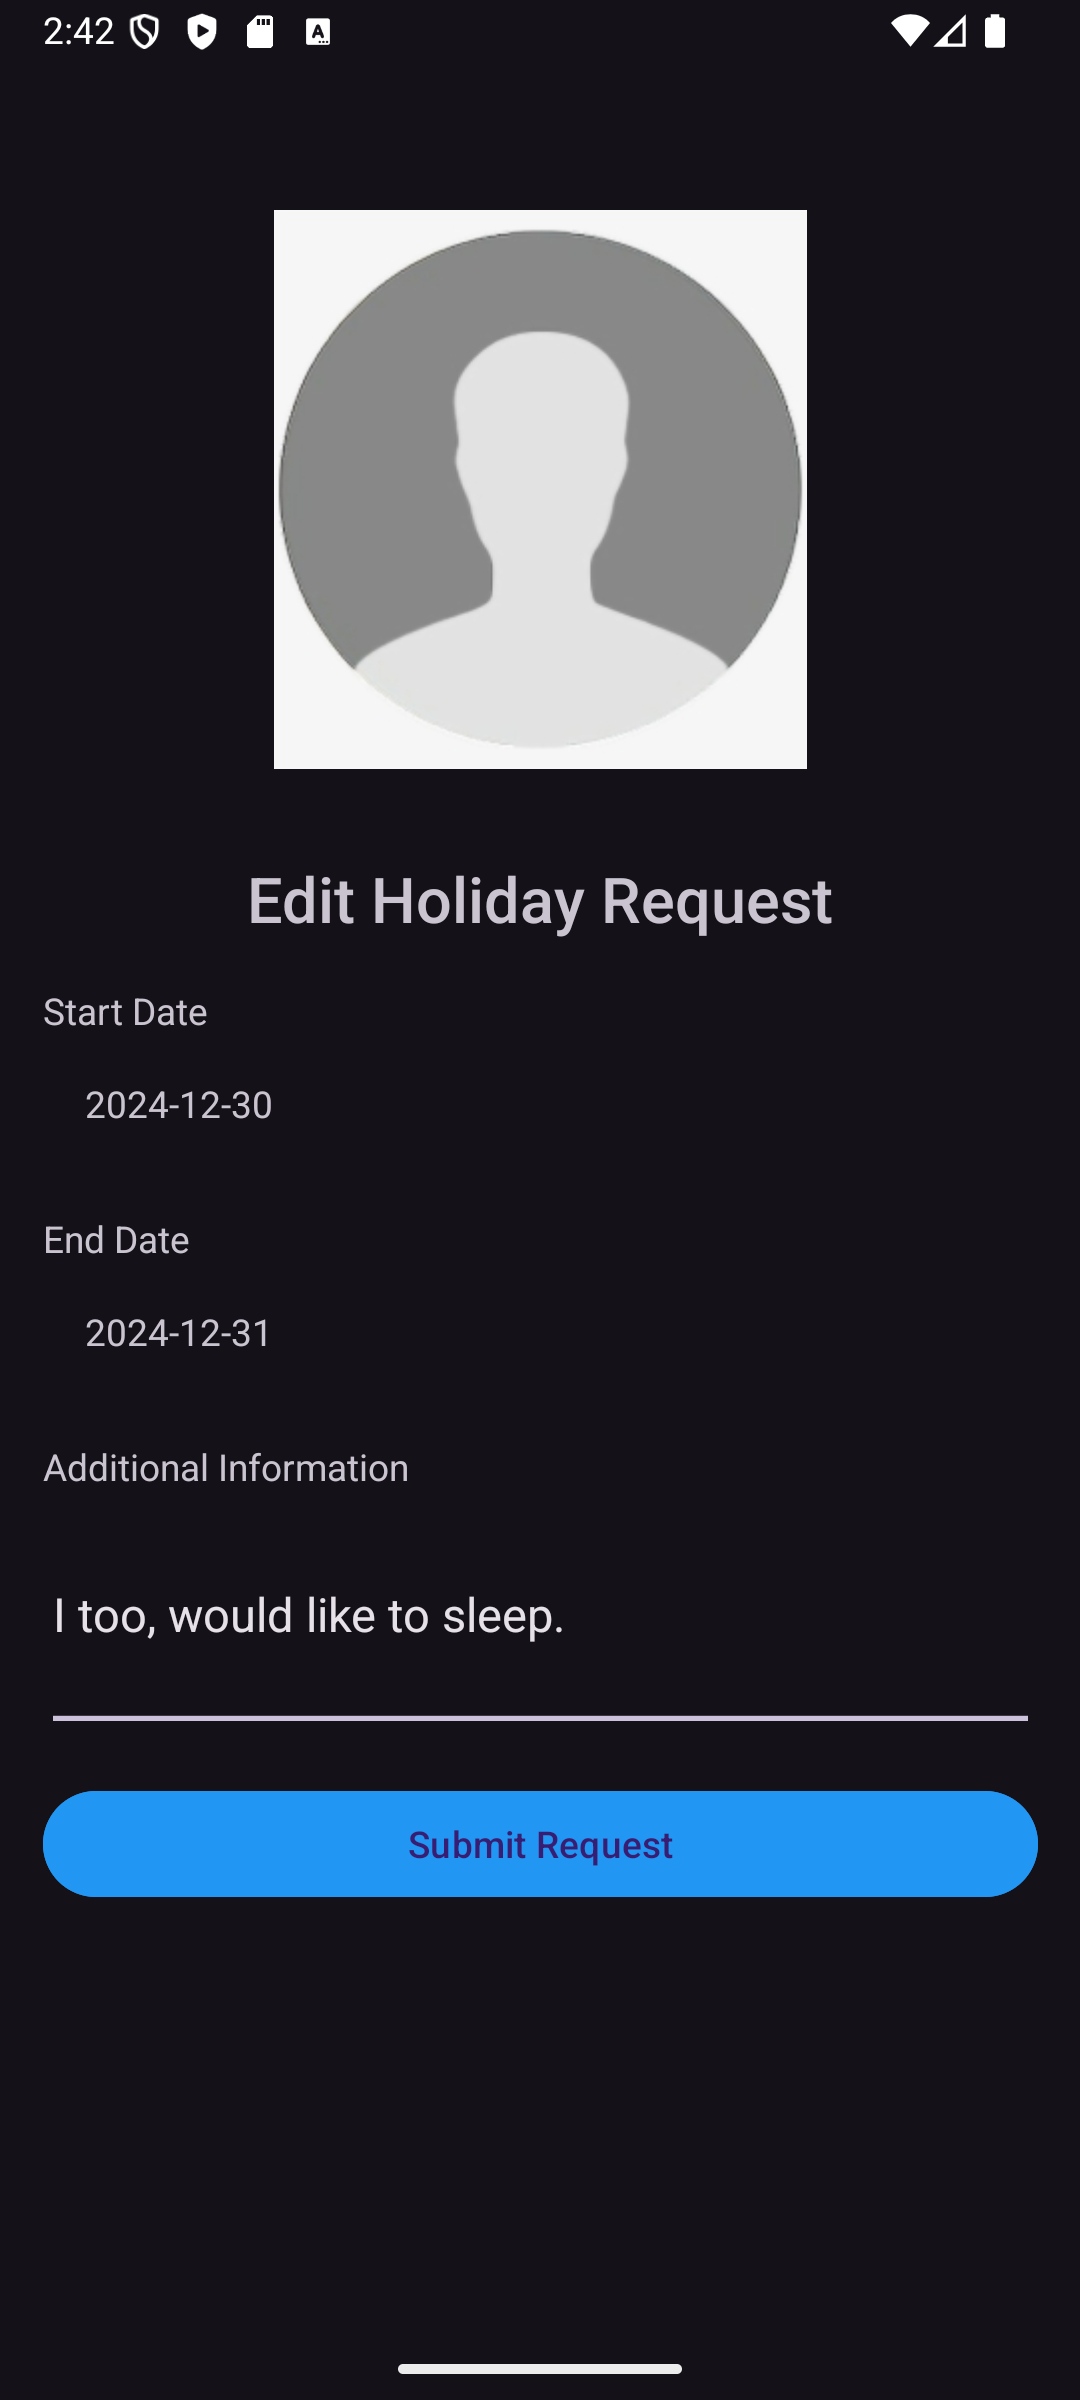 2:42
Edit Holiday Request
Start Date
2024-12-30
End Date
2024-12-31
Additional Information
I too, would like to sleep.
Submit Request